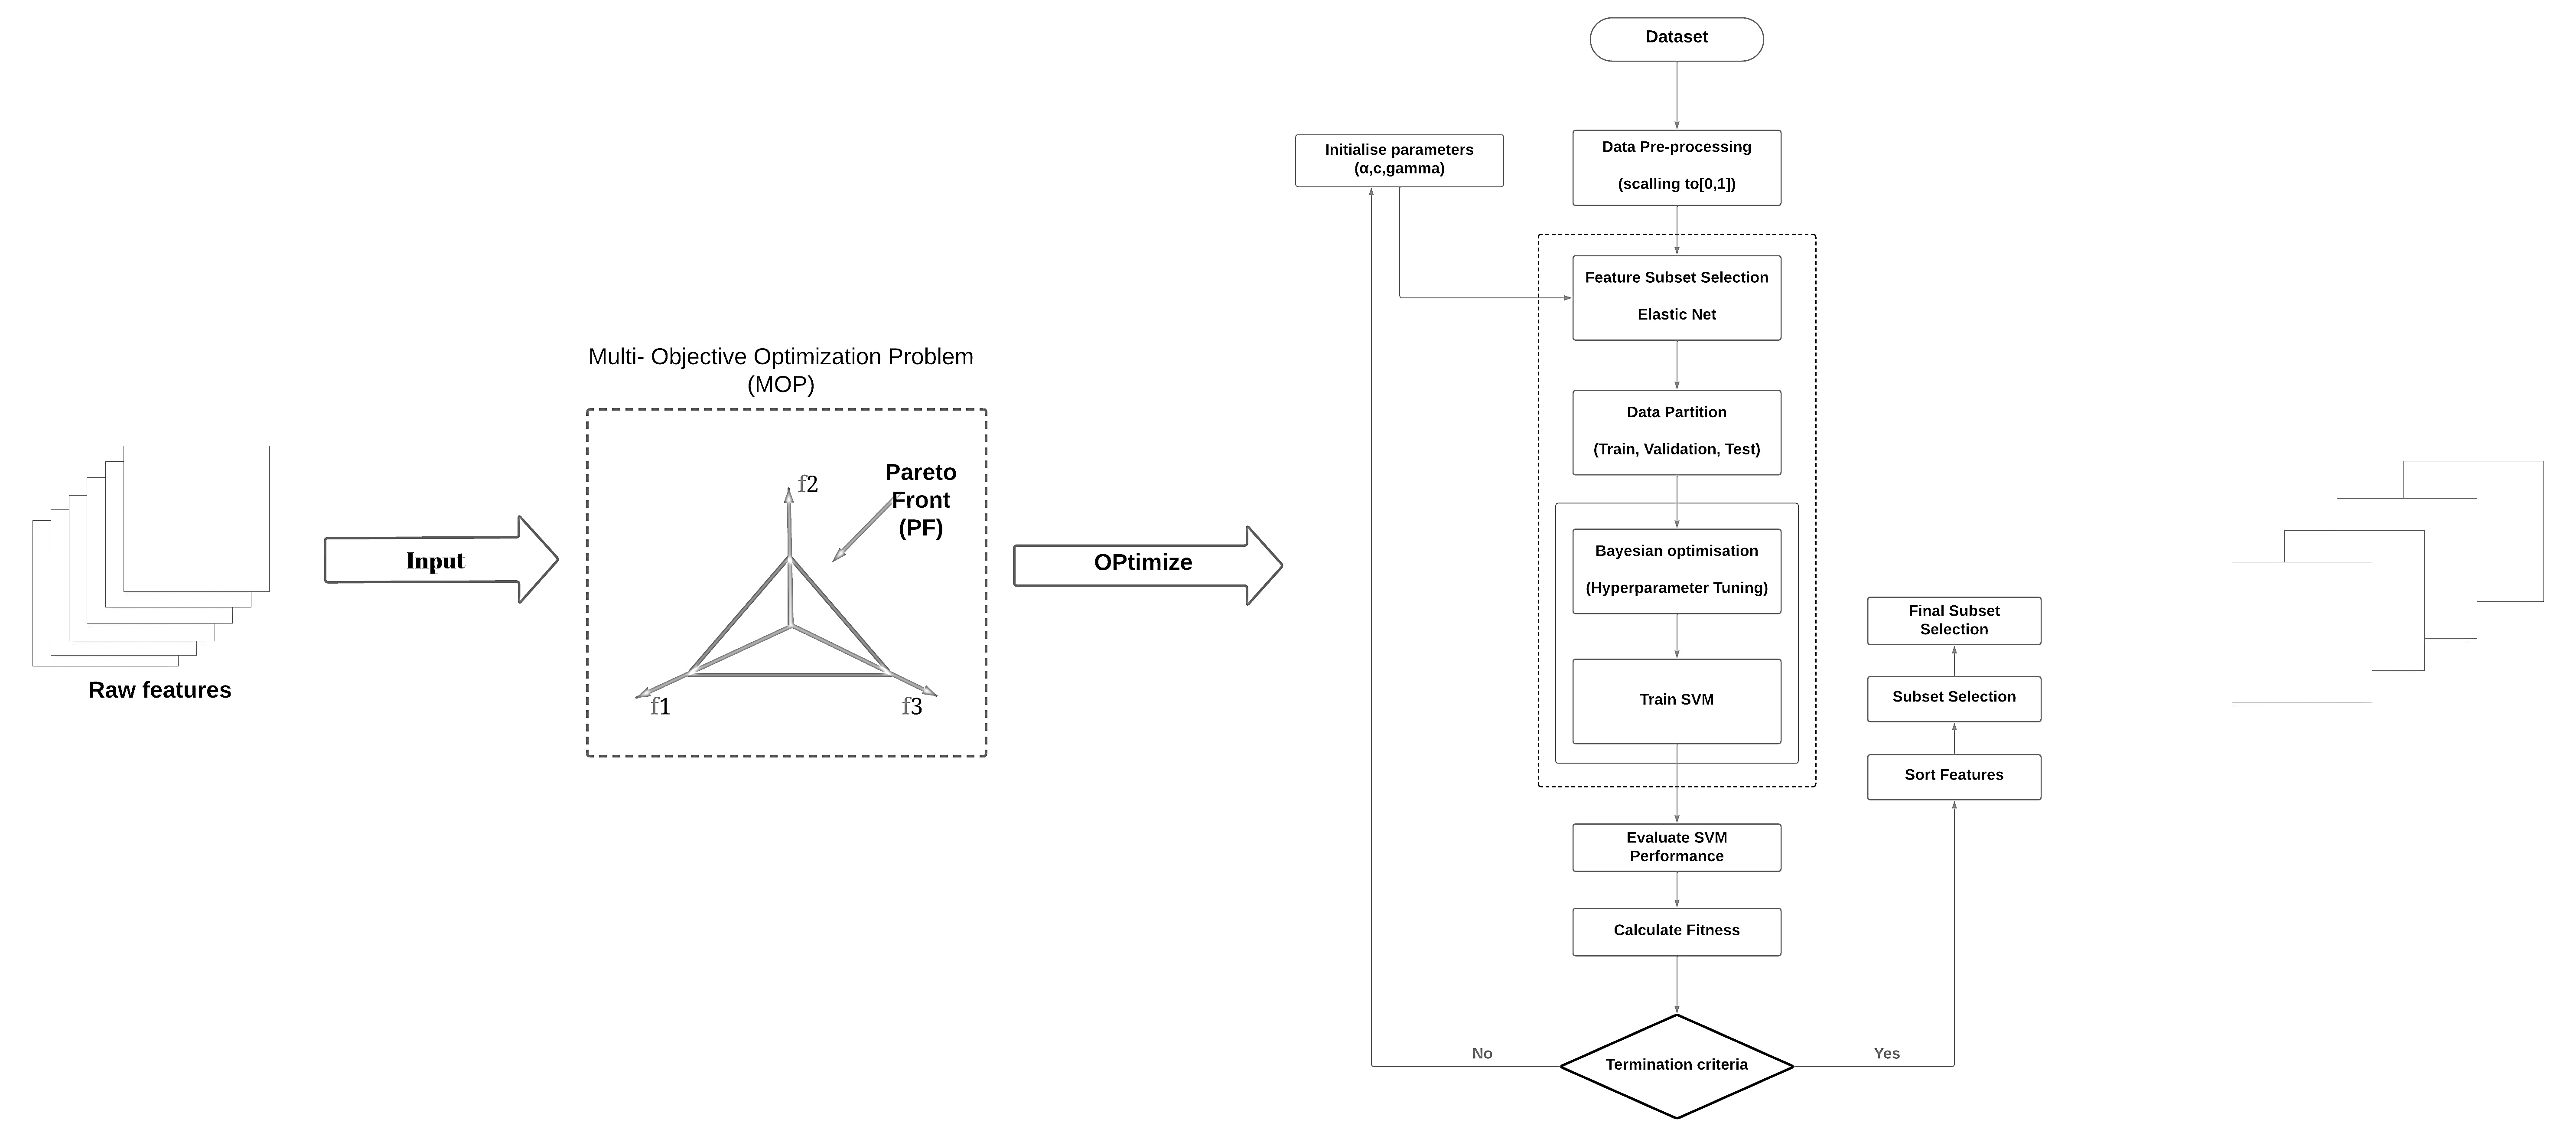 Raw features
Input
Multi- Objective Optimization Problem
(MOP)
Pareto
Front
(PF)
f2
f1
f3
OPtimize
Dataset
Initialise parameters
(α,c,gamma)
Data Pre-processing
(scalling to[0,1])
Feature Subset Selection
Elastic Net
Data Partition
(Train, Validation, Test)
Bayesian optimisation
(Hyperparameter Tuning)
Train SVM
Evaluate SVM
Performance
Calculate Fitness
Termination criteria
No
Yes
Sort Features
Subset Selection
Final Subset
Selection